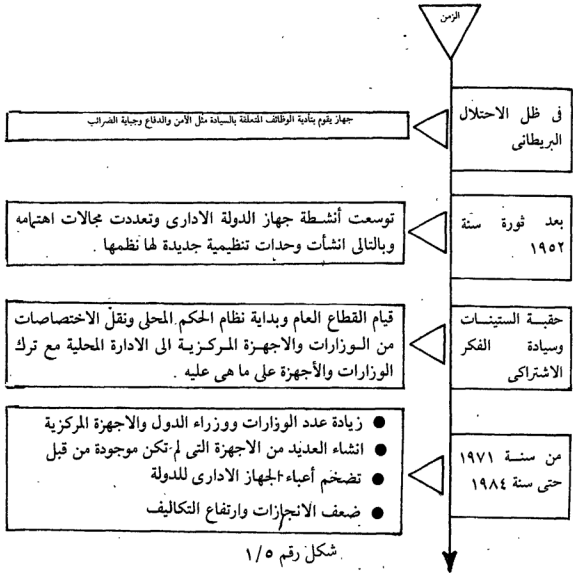 الزمن
فى ظل الاحتلال
البريطانى
جهاز يقوم بتأدية الوظائف المتعلقة بالسيادة مثل الأمن والدفاع وجباية الضرائب
بعد ثورة سنة
١٩٥٢
توسعت أنشطة جهاز الدولة الادارى وتعددت مجالات اهتمامه
وبالتالى انشأت وحدات تنظيمية جديدة لها نظمها .
حقبة الستينات
وسيادة الفكر
الاشتراكى
قيام القطاع العام وبداية نظام الحكم المحلى ونقل الاختصاصات
من الوزارات والاجهزة المركزية الى الادارة المحلية مع ترك
الوزارات والأجهزة على ما هى عليه .
من سنة ١٩٧١
حتى سنة ١٩٨٤
● زيادة عدد الوزارات ووزراء الدول والاجهزة المركزية
● انشاء العديد من الاجهزة التى لم تكن موجودة من قبل
● تضخم أعباء الجهاز الادارى للدولة
● ضعف الانجازات وارتفاع التكاليف
شكل رقم ١/٥